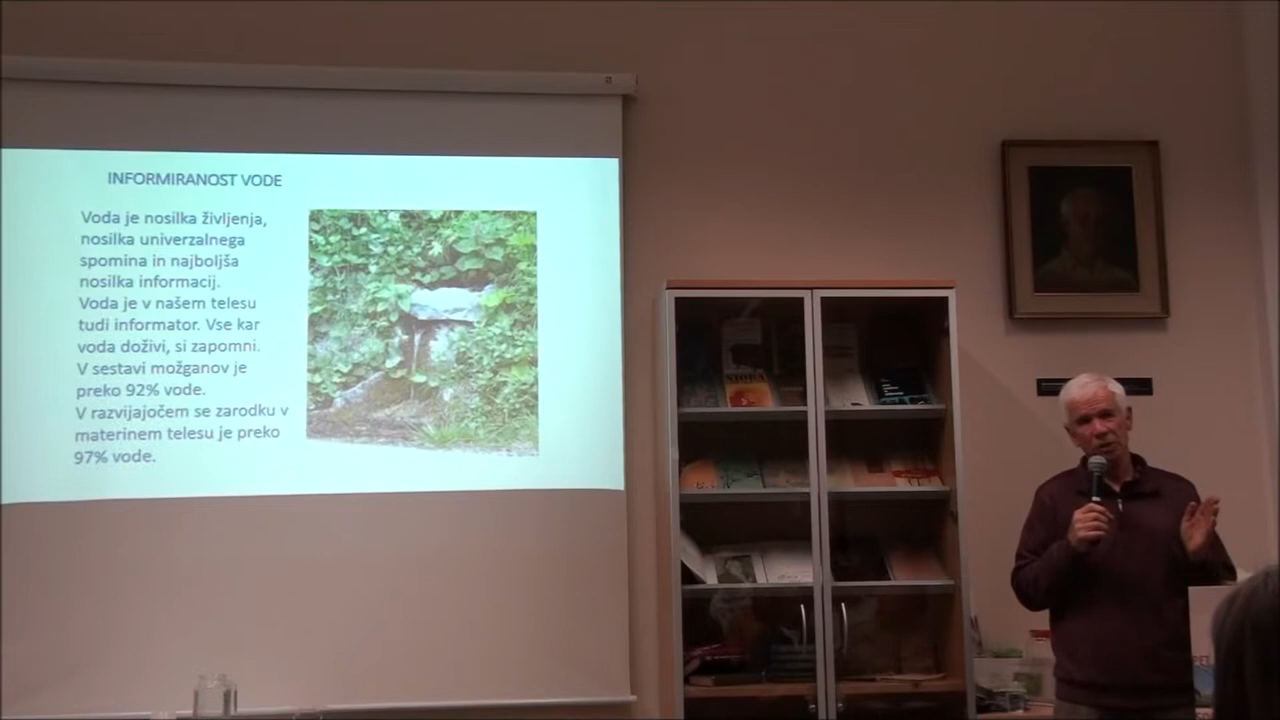 INFORMIRANOST VODE
Voda je nosilka življenja,
nosilka univerzalnega
spomina in najboljša
nosilka informacij.
Voda je v našem telesu
tudi informator. Vse kar
voda doživi, si zapomni.
V sestavi možganov je
preko 92% vode.
V razvijajočem se zarodku v
materinem telesu je preko
97% vode.